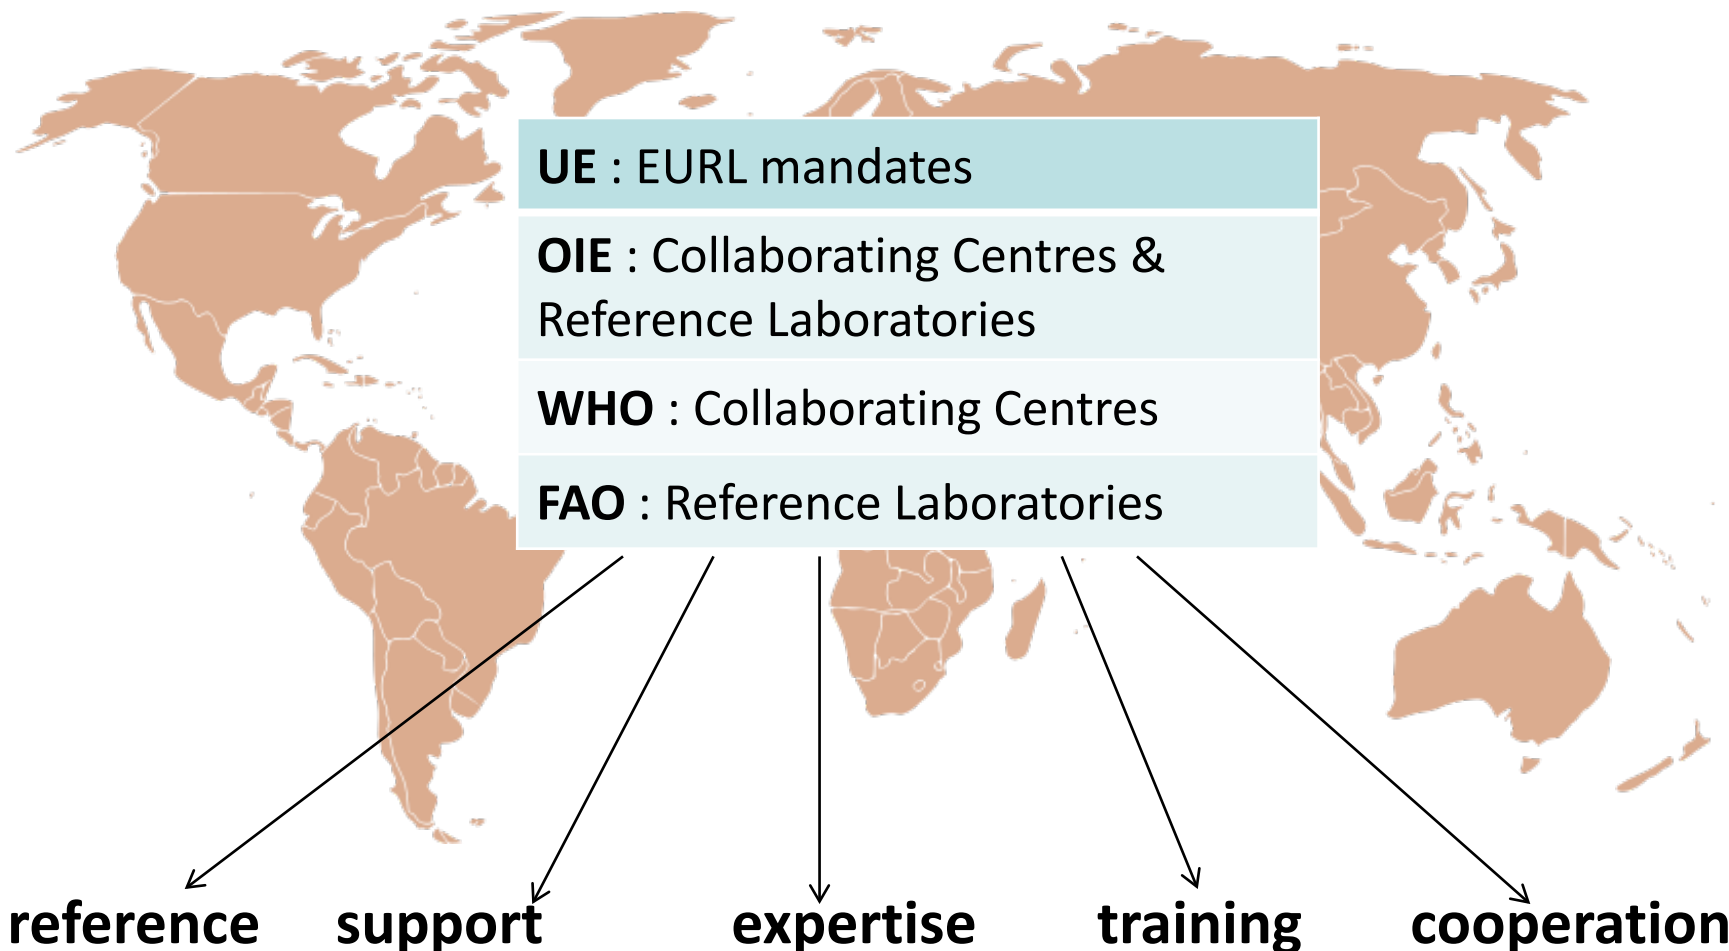 UE : EURL mandates
OIE : Collaborating Centres &
Reference Laboratories
WHO : Collaborating Centres
FAO : Reference Laboratories
reference support expertise training cooperation